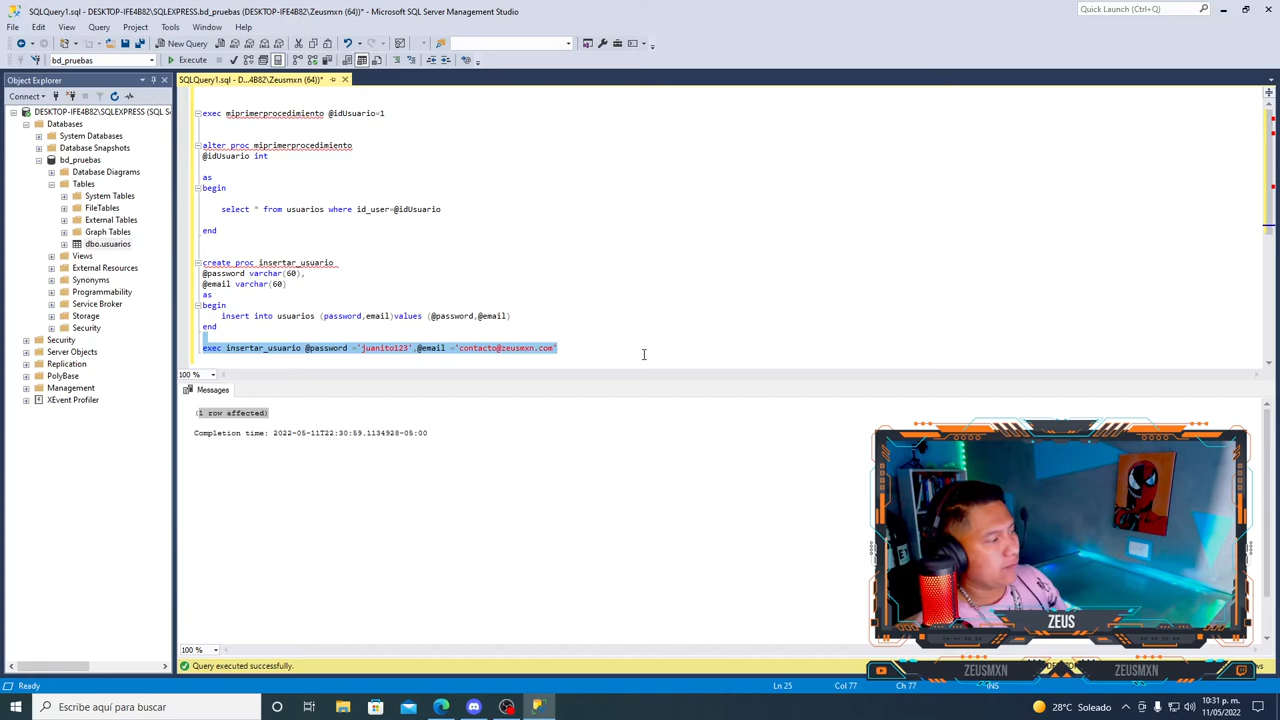 SQLQuery1.sql - DESKTOP-IFE4B82\SQLEXPRESS.bd_pruebas (DESKTOP-IFE4B82\Zeusmxn (64))* - Microsoft SQL Server Management Studio
Quick Launch (Ctrl+Q)
File Edit View Query Project Tools Window Help
New Query
bd_pruebas
Execute
Object Explorer
SQLQuery1.sql - D...4B82\Zeusmxn (64))*
Connect
DESKTOP-IFE4B82\SQLEXPRESS (SQL S
Databases
System Databases
Database Snapshots
bd_pruebas
Database Diagrams
Tables
System Tables
FileTables
External Tables
Graph Tables
dbo.usuarios
Views
External Resources
Synonyms
Programmability
Service Broker
Storage
Security
Security
Server Objects
Replication
PolyBase
Management
XEvent Profiler
exec miprimerprocedimiento @idUsuario=1
alter proc miprimerprocedimiento
@idUsuario int
as
begin
select * from usuarios where id_user=@idUsuario
end
create proc insertar_usuario
@password varchar(60),
@email varchar(60)
as
begin
insert into usuarios (password,email)values (@password,@email)
end
exec insertar_usuario @password ='juanito123',@email ='contacto@zeusmxn.com'
100 %
Messages
(1 row affected)
Completion time: 2022-05-11T22:30:59.1134928-05:00
ZEUS
ZEUSMXN
ZEUSMXN
100 %
Query executed successfully.
Ready
Ln 25
Col 77
Ch 77
INS
Escribe aquí para buscar
28°C Soleado
10:31 p. m.
11/05/2022